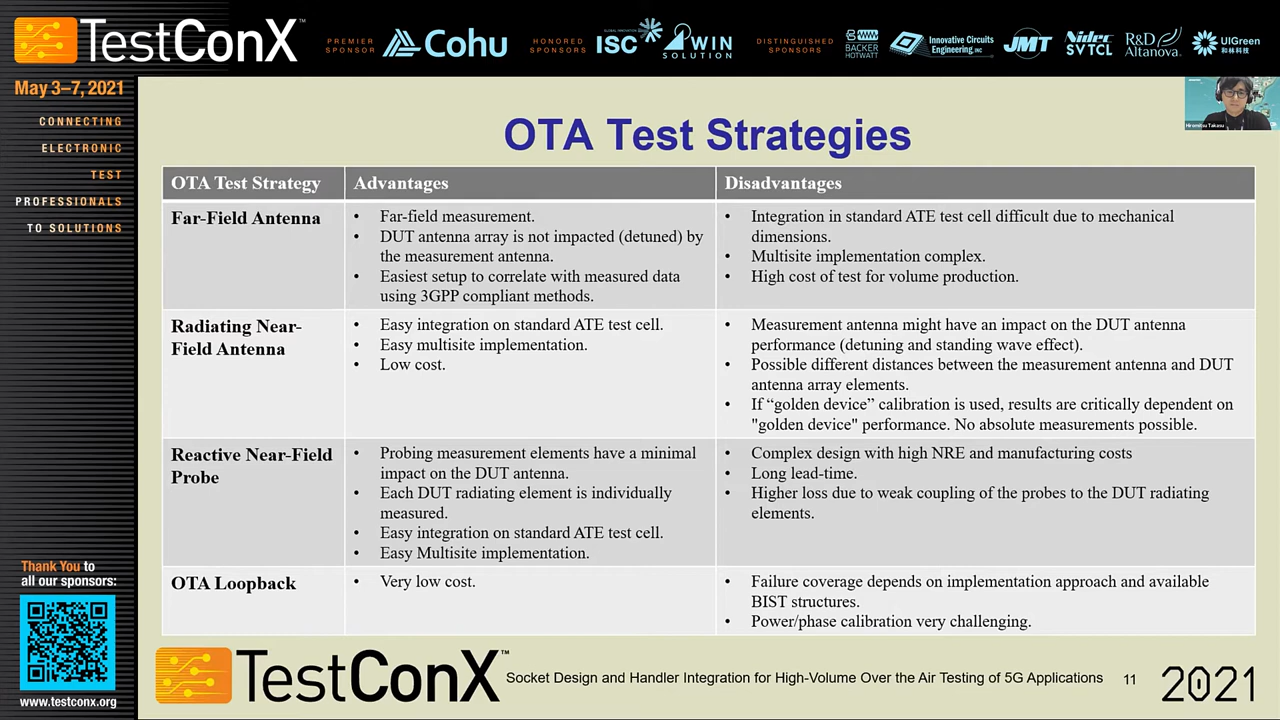 TestConX™
PREMIER
SPONSOR
Cohu
HONORED
SPONSORS
ISC
WIN
SOLUTION
DISTINGUISHED
SPONSORS
BACKER
HOTWATT
Innovative Circuits
Engineering, INC
JMT
Nidec
SVTCL
R&D
Altanova
UIGreen
和林科技
May 3–7, 2021
CONNECTING
ELECTRONIC
TEST
PROFESSIONALS
TO SOLUTIONS
Hiromitsu Takasu
OTA Test Strategies
OTA Test Strategy Advantages Disadvantages
Far-Field Antenna
• Far-field measurement.
• DUT antenna array is not impacted (detuned) by
the measurement antenna.
• Easiest setup to correlate with measured data
using 3GPP compliant methods.
• Integration in standard ATE test cell difficult due to mechanical
dimensions.
• Multisite implementation complex.
• High cost of test for volume production.
Radiating Near-
Field Antenna
• Easy integration on standard ATE test cell.
• Easy multisite implementation.
• Low cost.
• Measurement antenna might have an impact on the DUT antenna
performance (detuning and standing wave effect).
• Possible different distances between the measurement antenna and DUT
antenna array elements.
• If “golden device” calibration is used, results are critically dependent on
"golden device" performance. No absolute measurements possible.
Reactive Near-Field
Probe
• Probing measurement elements have a minimal
impact on the DUT antenna.
• Each DUT radiating element is individually
measured.
• Easy integration on standard ATE test cell.
• Easy Multisite implementation.
• Complex design with high NRE and manufacturing costs
• Long lead-time.
• Higher loss due to weak coupling of the probes to the DUT radiating
elements.
OTA Loopback
• Very low cost.
• Failure coverage depends on implementation approach and available
BIST structures.
• Power/phase calibration very challenging.
Thank You to
all our sponsors:
www.testconx.org
TestConX™
Socket Design and Handler Integration for High-Volume Over the Air Testing of 5G Applications
11
2021